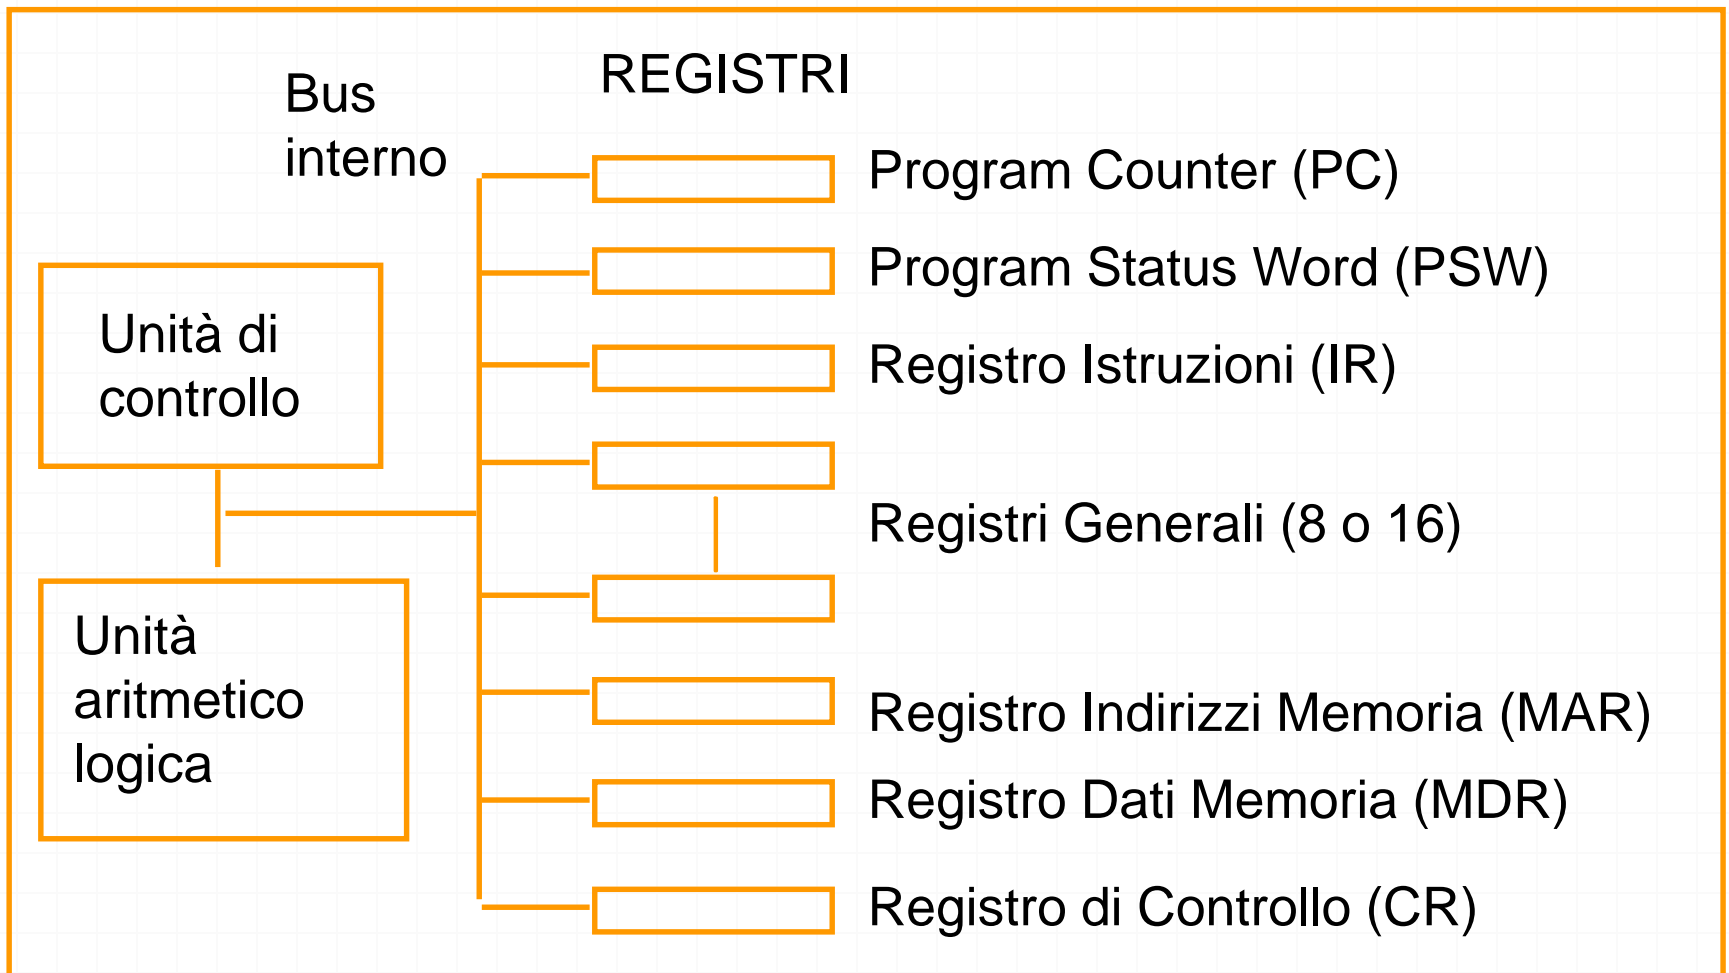 REGISTRI
Bus
interno
Program Counter (PC)
Program Status Word (PSW)
Unità di
controllo
Registro Istruzioni (IR)
Registri Generali (8 o 16)
Unità
aritmetico
logica
Registro Indirizzi Memoria (MAR)
Registro Dati Memoria (MDR)
Registro di Controllo (CR)